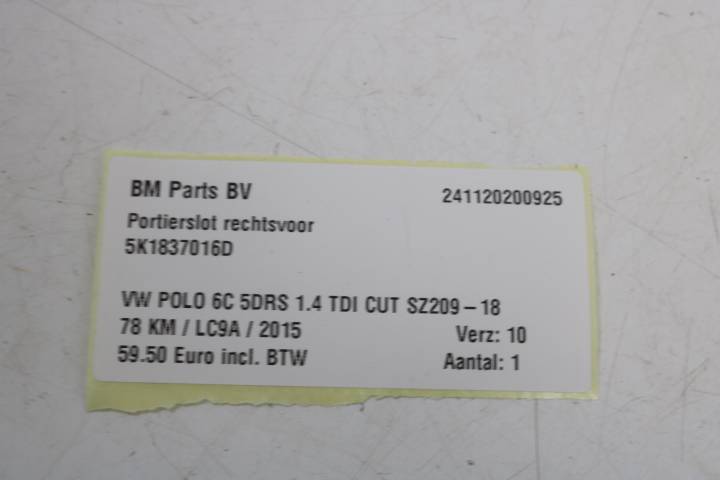 BM Parts BV 241120200925
Portierslot rechtsvoor
5K1837016D
VW POLO 6C 5DRS 1.4 TDI CUT SZ209-18
78 KM / LC9A / 2015 Verz: 10
59.50 Euro incl. BTW Aantal: 1